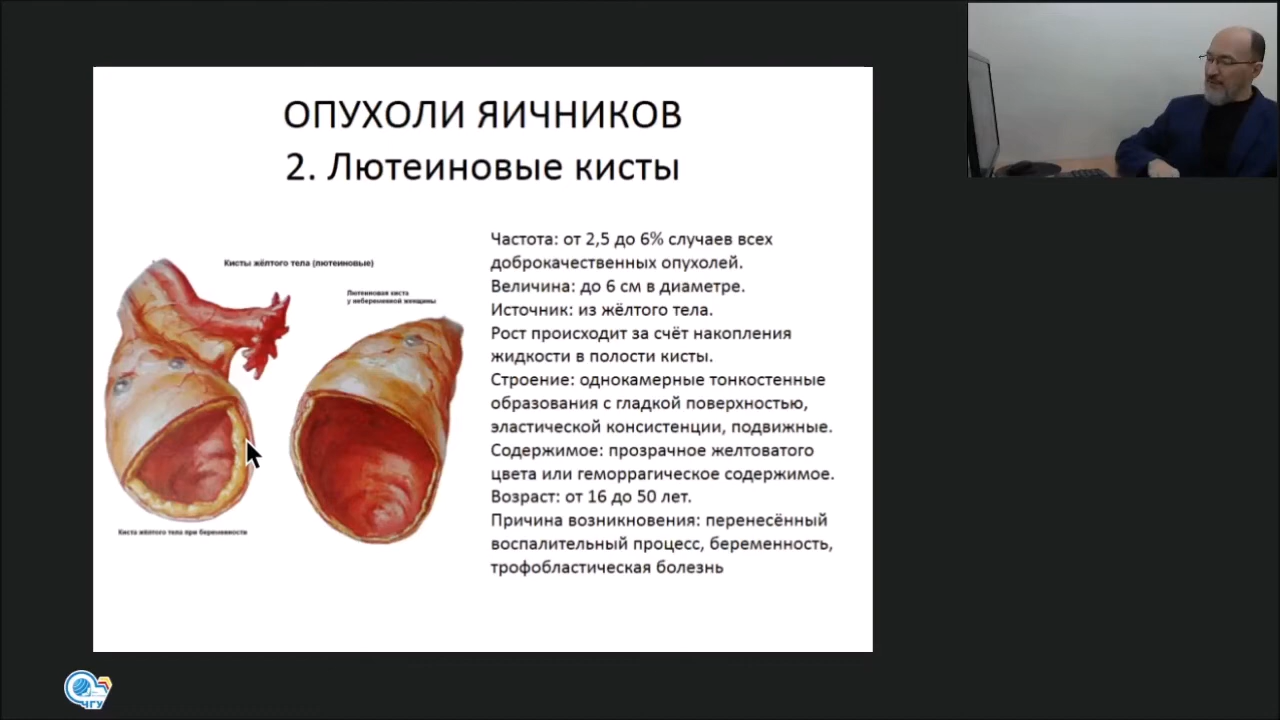 ОПУХОЛИ ЯИЧНИКОВ
2. Лютеиновые кисты
Кисты жёлтого тела (лютеиновые)
Лютеиновая киста
у небеременной женщины
Киста жёлтого тела при беременности
Частота: от 2,5 до 6% случаев всех
доброкачественных опухолей.
Величина: до 6 см в диаметре.
Источник: из жёлтого тела.
Рост происходит за счёт накопления
жидкости в полости кисты.
Строение: однокамерные тонкостенные
образования с гладкой поверхностью,
эластической консистенции, подвижные.
Содержимое: прозрачное желтоватого
цвета или геморрагическое содержимое.
Возраст: от 16 до 50 лет.
Причина возникновения: перенесённый
воспалительный процесс, беременность,
трофобластическая болезнь
ЧГУ